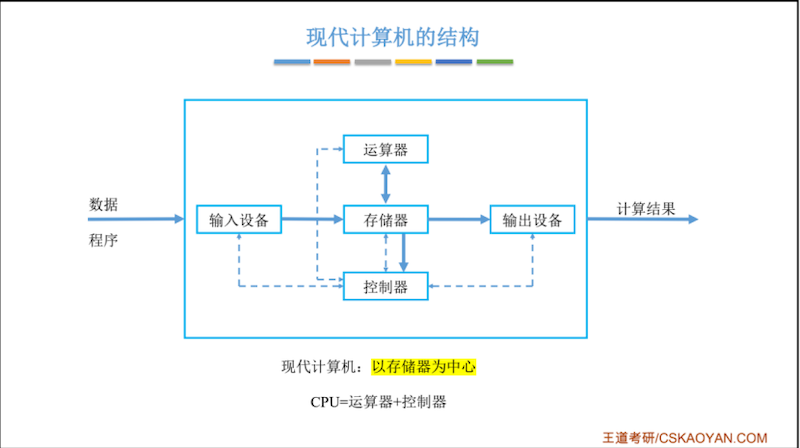 现代计算机的结构
运算器
数据
输入设备
存储器
输出设备
计算结果
程序
控制器
现代计算机：以存储器为中心
CPU=运算器+控制器
王道考研/CSKAOYAN.COM